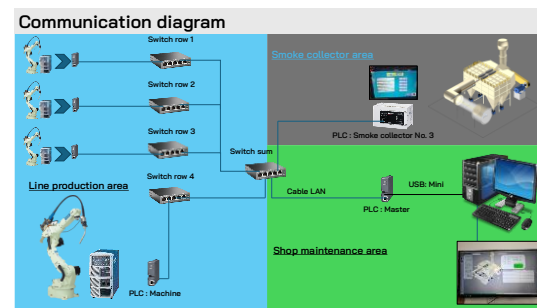 Communication diagram
Switch row 1
Smoke collector area
Switch row 2
PLC : Smoke collector No. 3
Switch row 3
Switch sum
Switch row 4
Line production area
Cable LAN
USB: Mini
PLC : Master
Shop maintenance area
PLC : Machine